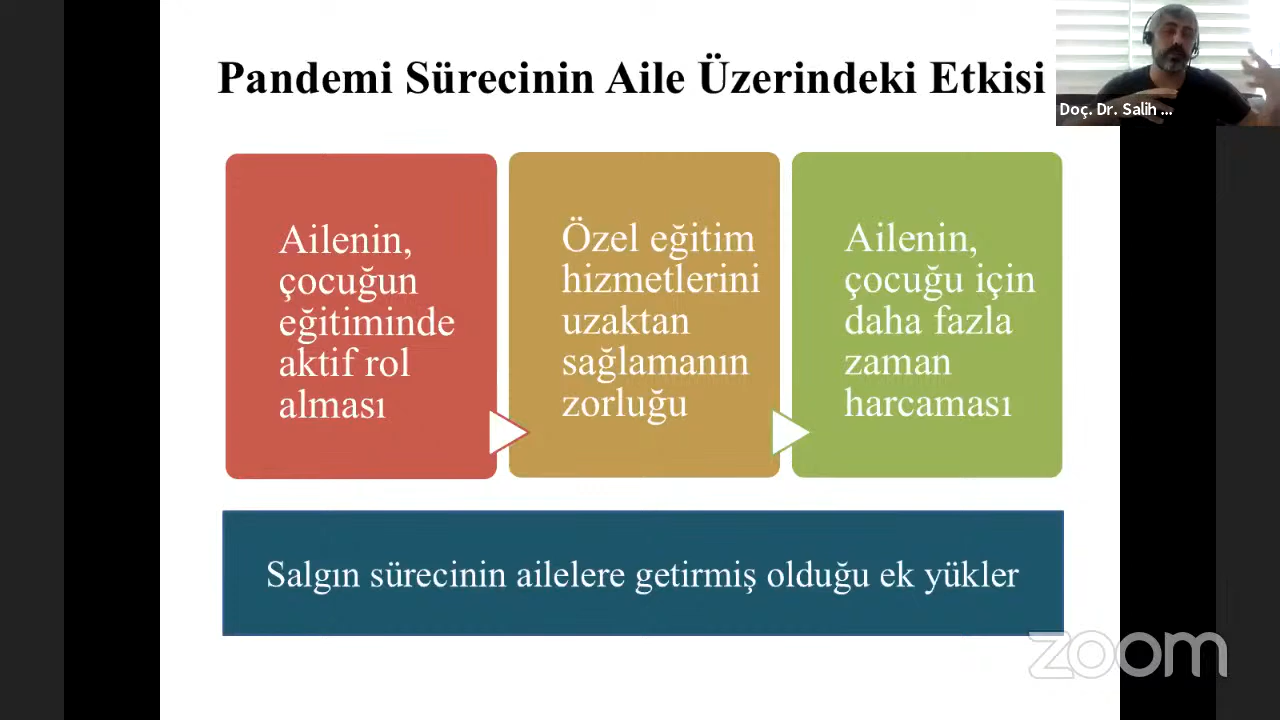 Pandemi Sürecinin Aile Üzerindeki Etkisi
Doç. Dr. Salih ...
Ailenin,
çocuğun
eğitiminde
aktif rol
alması
Özel eğitim
hizmetlerini
uzaktan
sağlamanın
zorluğu
Ailenin,
çocuğu için
daha fazla
zaman
harcaması
Salgın sürecinin ailelere getirmiş olduğu ek yükler
zoom